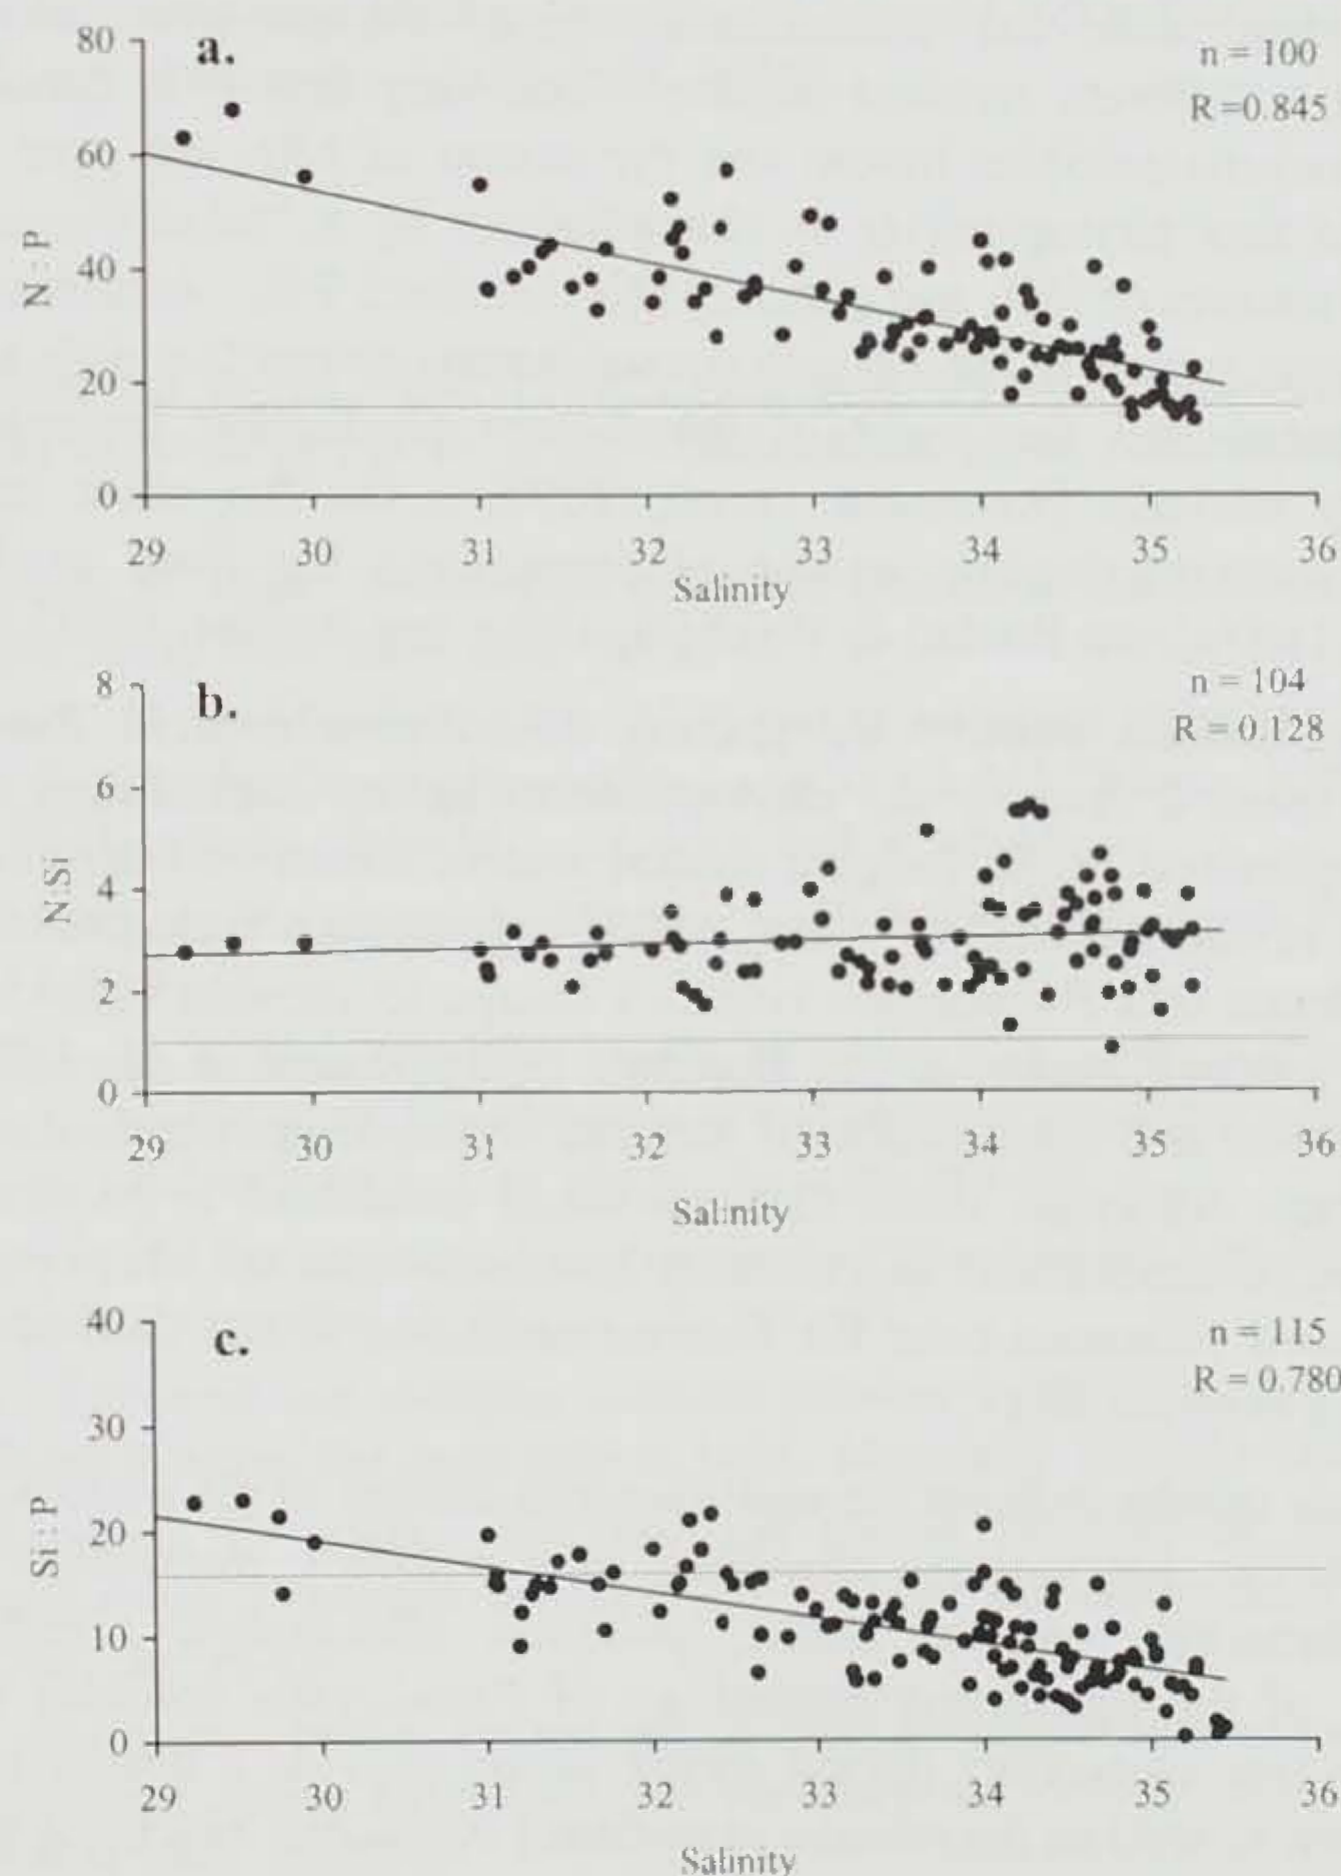 a.
n = 100
R =0.845
80
60
40
20
0
N : P
29 30 31 32 33 34 35 36
Salinity
b.
n = 104
R = 0.128
8
6
4
2
0
N:Si
29 30 31 32 33 34 35 36
Salinity
c.
n = 115
R = 0.780
40
30
20
10
0
Si : P
29 30 31 32 33 34 35 36
Salinity